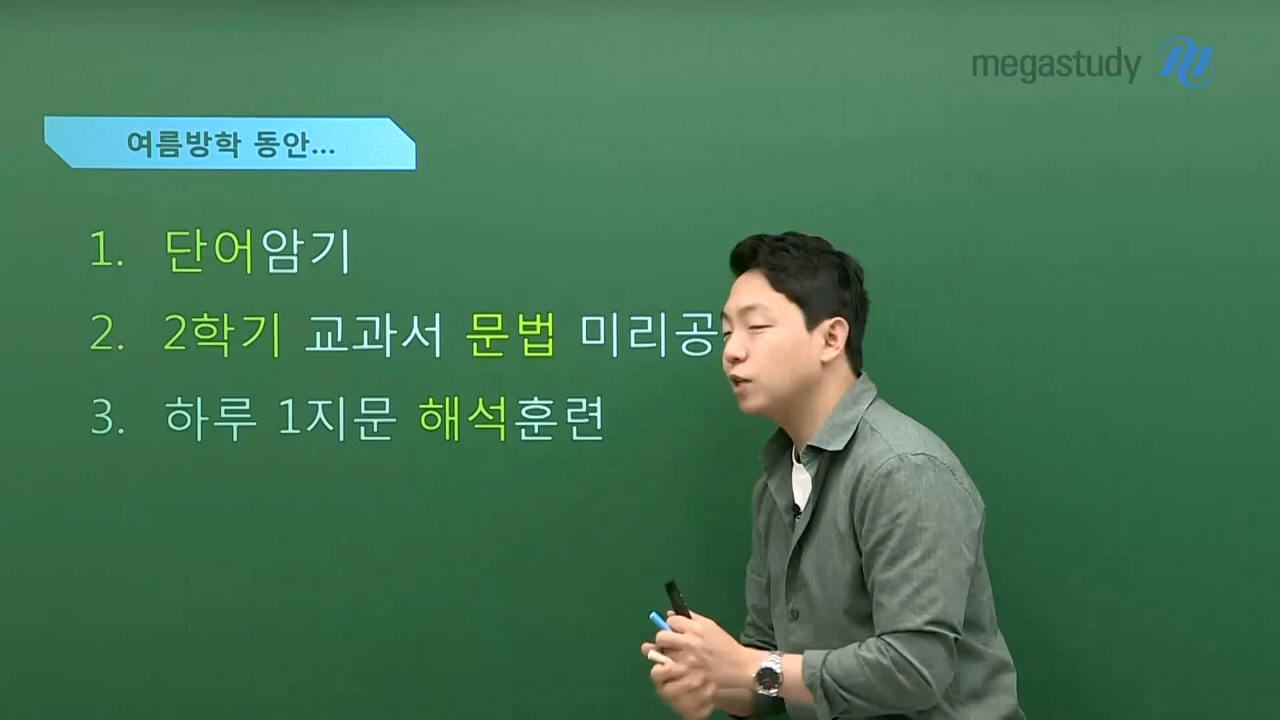 megastudy
여름방학 동안...
1. 단어암기
2. 2학기 교과서 문법 미리공
3. 하루 1지문 해석훈련